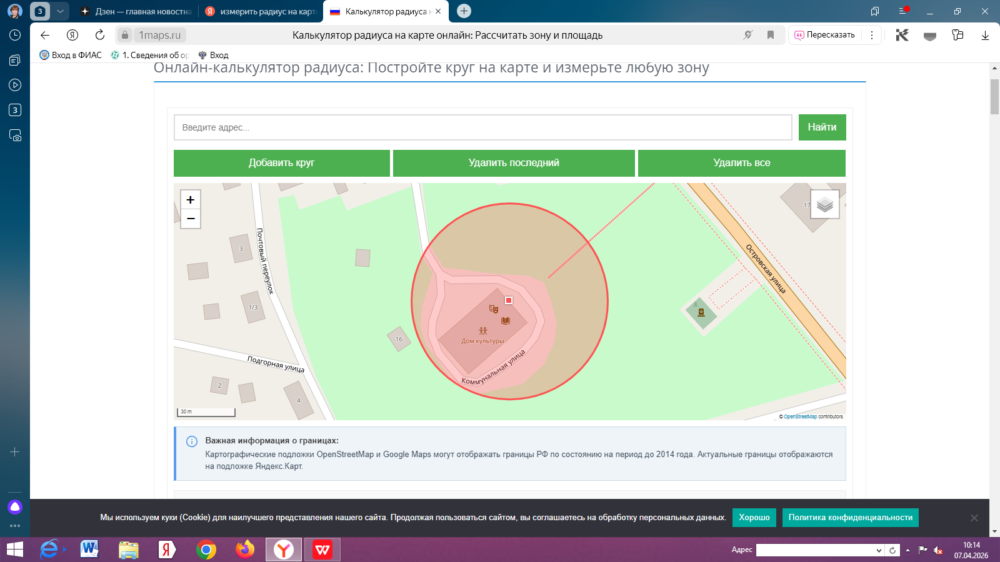 3
Дзен — главная новостна
Я
измерить радиус на карт
Калькулятор радиуса н
1maps.ru
Калькулятор радиуса на карте онлайн: Рассчитать зону и площадь
Пересказать
Вход в ФИАС
1. Сведения об ор
Вход
3
Онлайн-калькулятор радиуса: Постройте круг на карте и измерьте любую зону
Введите адрес...
Найти
Добавить круг
Удалить последний
Удалить все
+
−
17
3
Почтовый переулок
Островская улица
1/3
16
Дом культуры
Коммунальная улица
Подгорная улица
2
4
30 m
© OpenStreetMap contributors
Важная информация о границах:
Картографические подложки OpenStreetMap и Google Maps могут отображать границы РФ по состоянию на период до 2014 года. Актуальные границы отображаются
на подложке Яндекс.Карт.
Мы используем куки (Cookie) для наилучшего представления нашего сайта. Продолжая пользоваться сайтом, вы соглашаетесь на обработку персональных данных.
Хорошо
Политика конфиденциальности
Адрес
10:14
07.04.2026